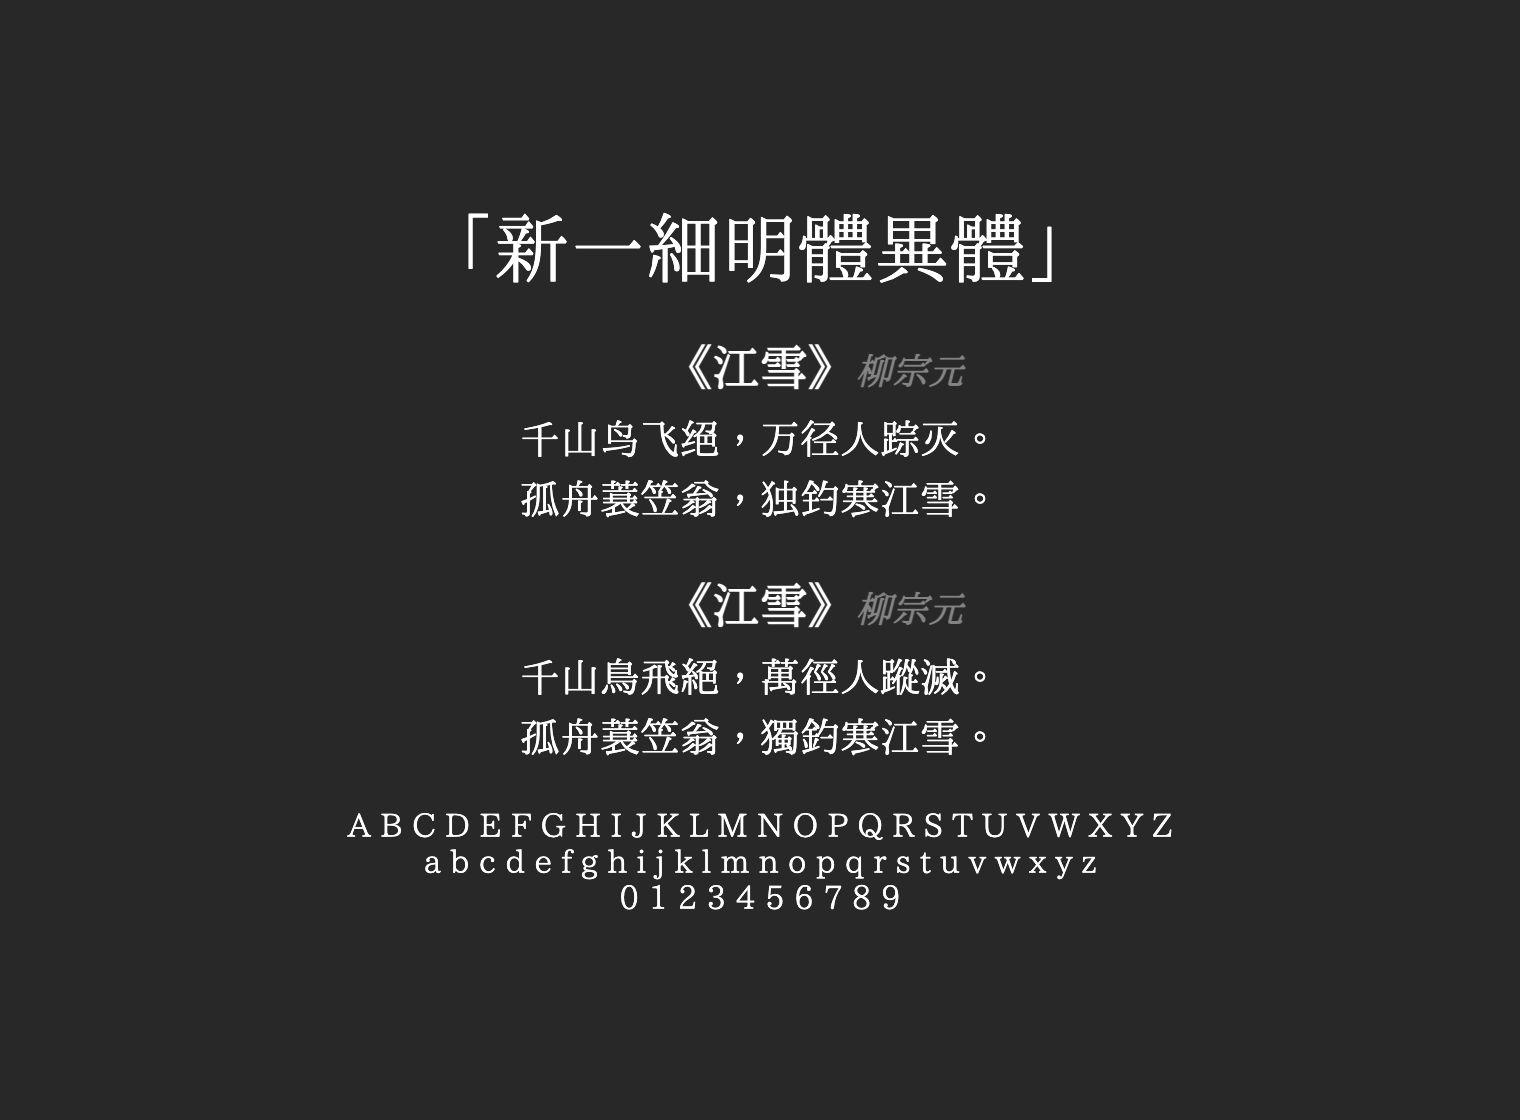 「新一細明體異體」
《江雪》 柳宗元
千山鸟飞絕，万径人踪灭。
孤舟蓑笠翁，独釣寒江雪。
《江雪》 柳宗元
千山鳥飛絕，萬徑人蹤滅。
孤舟蓑笠翁，獨釣寒江雪。
A B C D E F G H I J K L M N O P Q R S T U V W X Y Z
a b c d e f g h i j k l m n o p q r s t u v w x y z
0 1 2 3 4 5 6 7 8 9